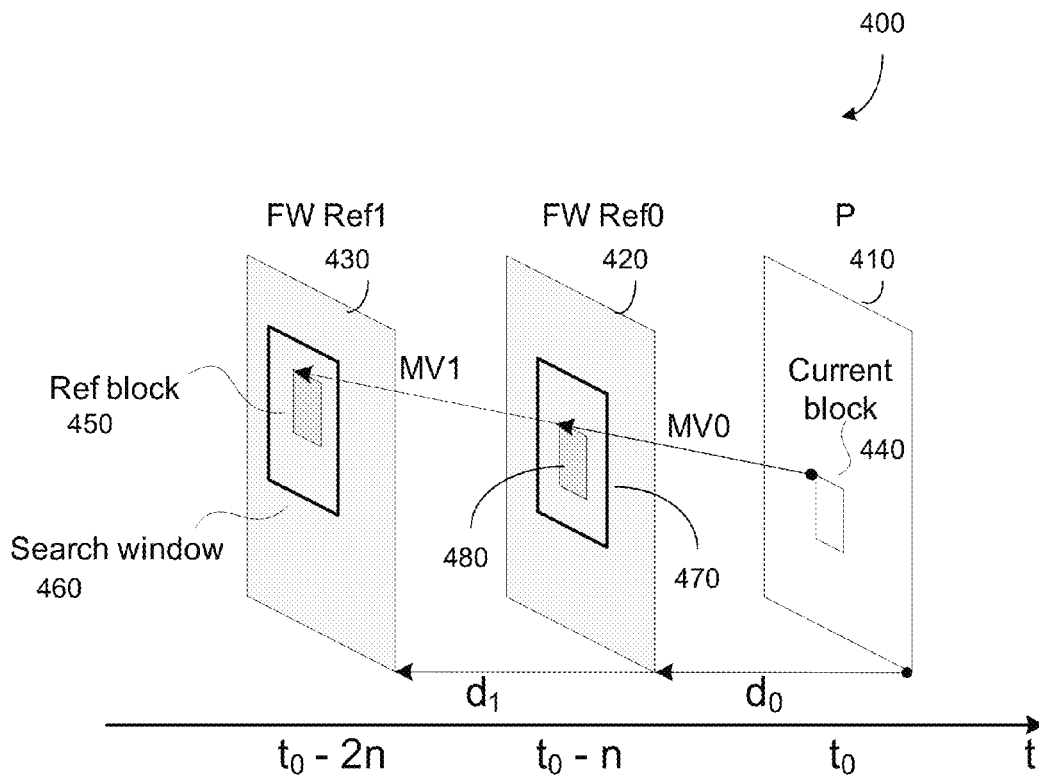 400
FW Ref1
FW Ref0
P
430
420
410
MV1
Current
block
Ref block
450
MV0
440
480
470
Search window
460
d₁
d₀
t₀ - 2n
t₀ - n
t₀
t